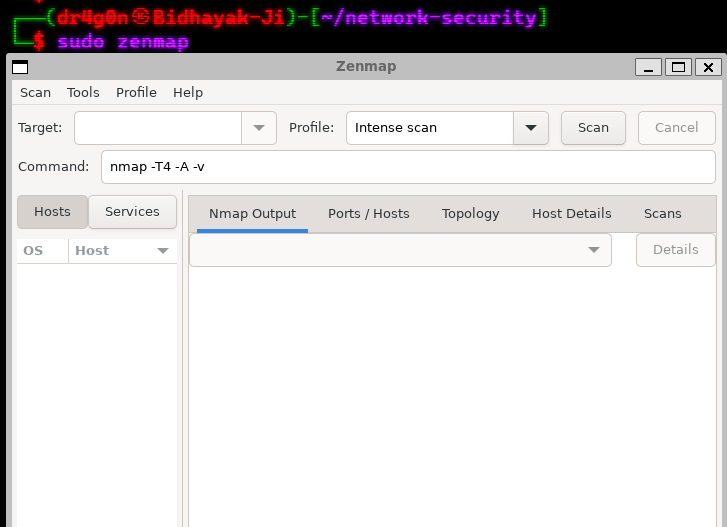 ┌──(dr4g0n㉿Bidhayak-Ji)-[~/network-security]
└─$ sudo zenmap
Zenmap
Scan Tools Profile Help
Target: Profile: Intense scan Scan Cancel
Command: nmap -T4 -A -v
Hosts Services Nmap Output Ports / Hosts Topology Host Details Scans
OS Host Details